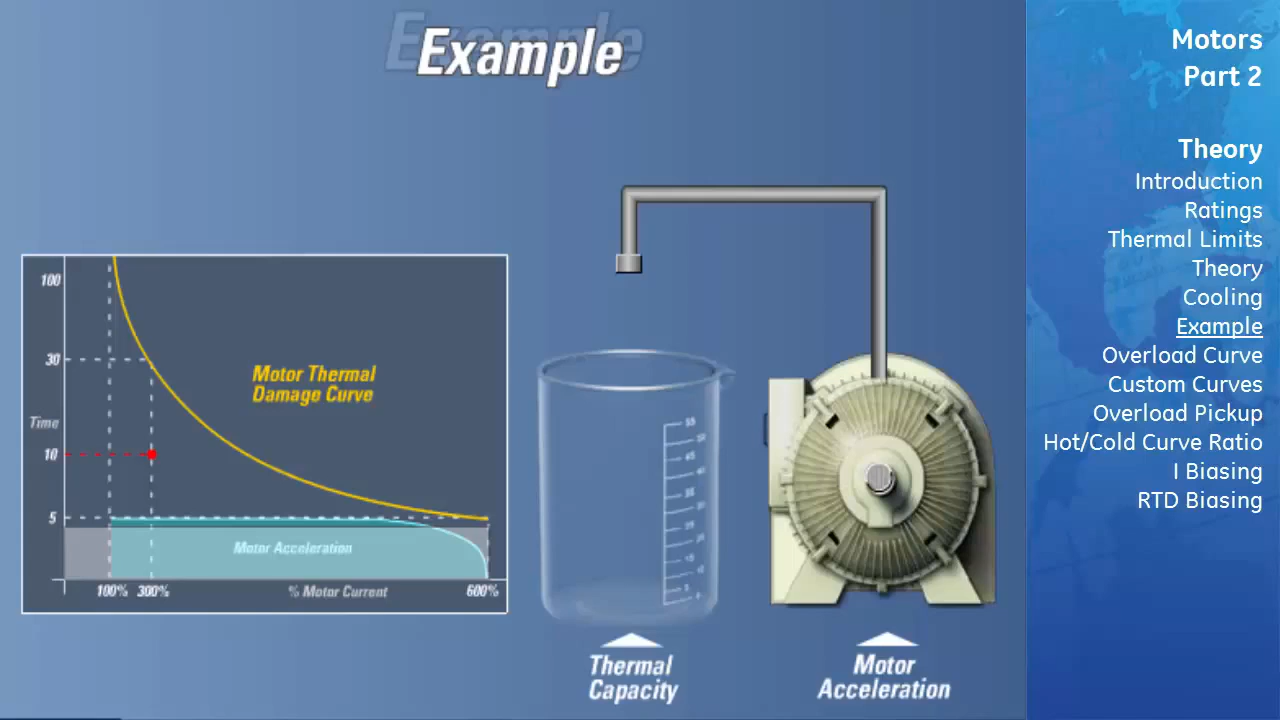 Example
100
30
Time
10
5
Motor Thermal
Damage Curve
Motor Acceleration
100% 300% % Motor Current 600%
Thermal
Capacity
Motor
Acceleration
Motors
Part 2
Theory
Introduction
Ratings
Thermal Limits
Theory
Cooling
Example
Overload Curve
Custom Curves
Overload Pickup
Hot/Cold Curve Ratio
I Biasing
RTD Biasing